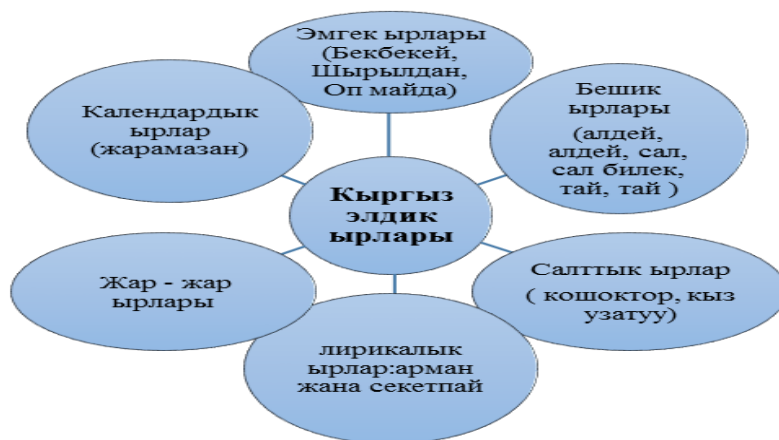 Эмгек ырлары
(Бекбекей,
Шырылдан,
Оп майда)
Бешик
ырлары
(алдей,
алдей, сал,
сал билек,
тай, тай )
Салттык ырлар
( кошоктор, кыз
узатуу)
лирикалык
ырлар:арман
жана секетпай
Жар - жар
ырлары
Календардык
ырлар
(жарамазан)
Кыргыз
элдик
ырлары